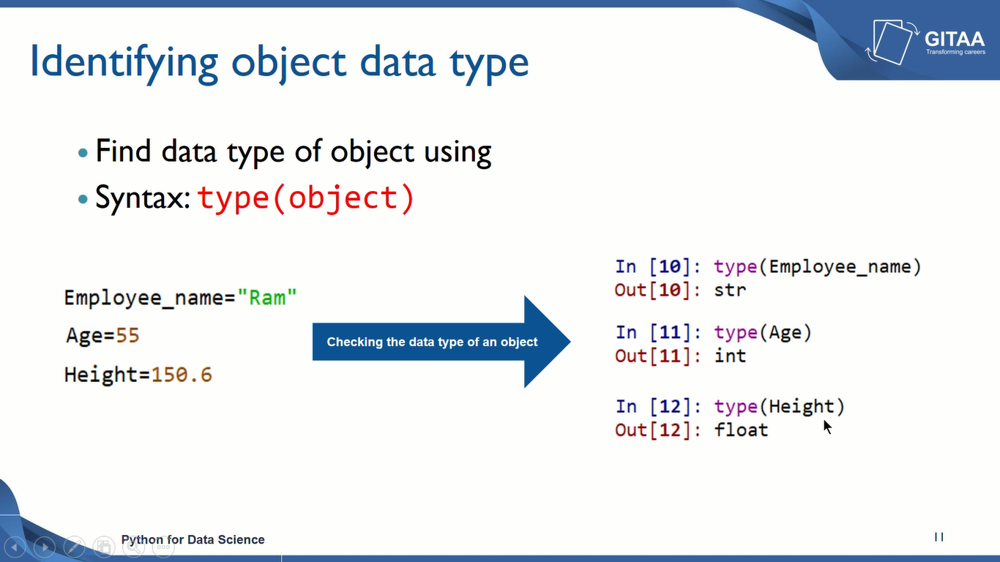 Identifying object data type
GITAA
Transforming careers
• Find data type of object using
• Syntax: type(object)
Employee_name="Ram"
Age=55
Height=150.6
Checking the data type of an object
In [10]: type(Employee_name)
Out[10]: str
In [11]: type(Age)
Out[11]: int
In [12]: type(Height)
Out[12]: float
Python for Data Science
11